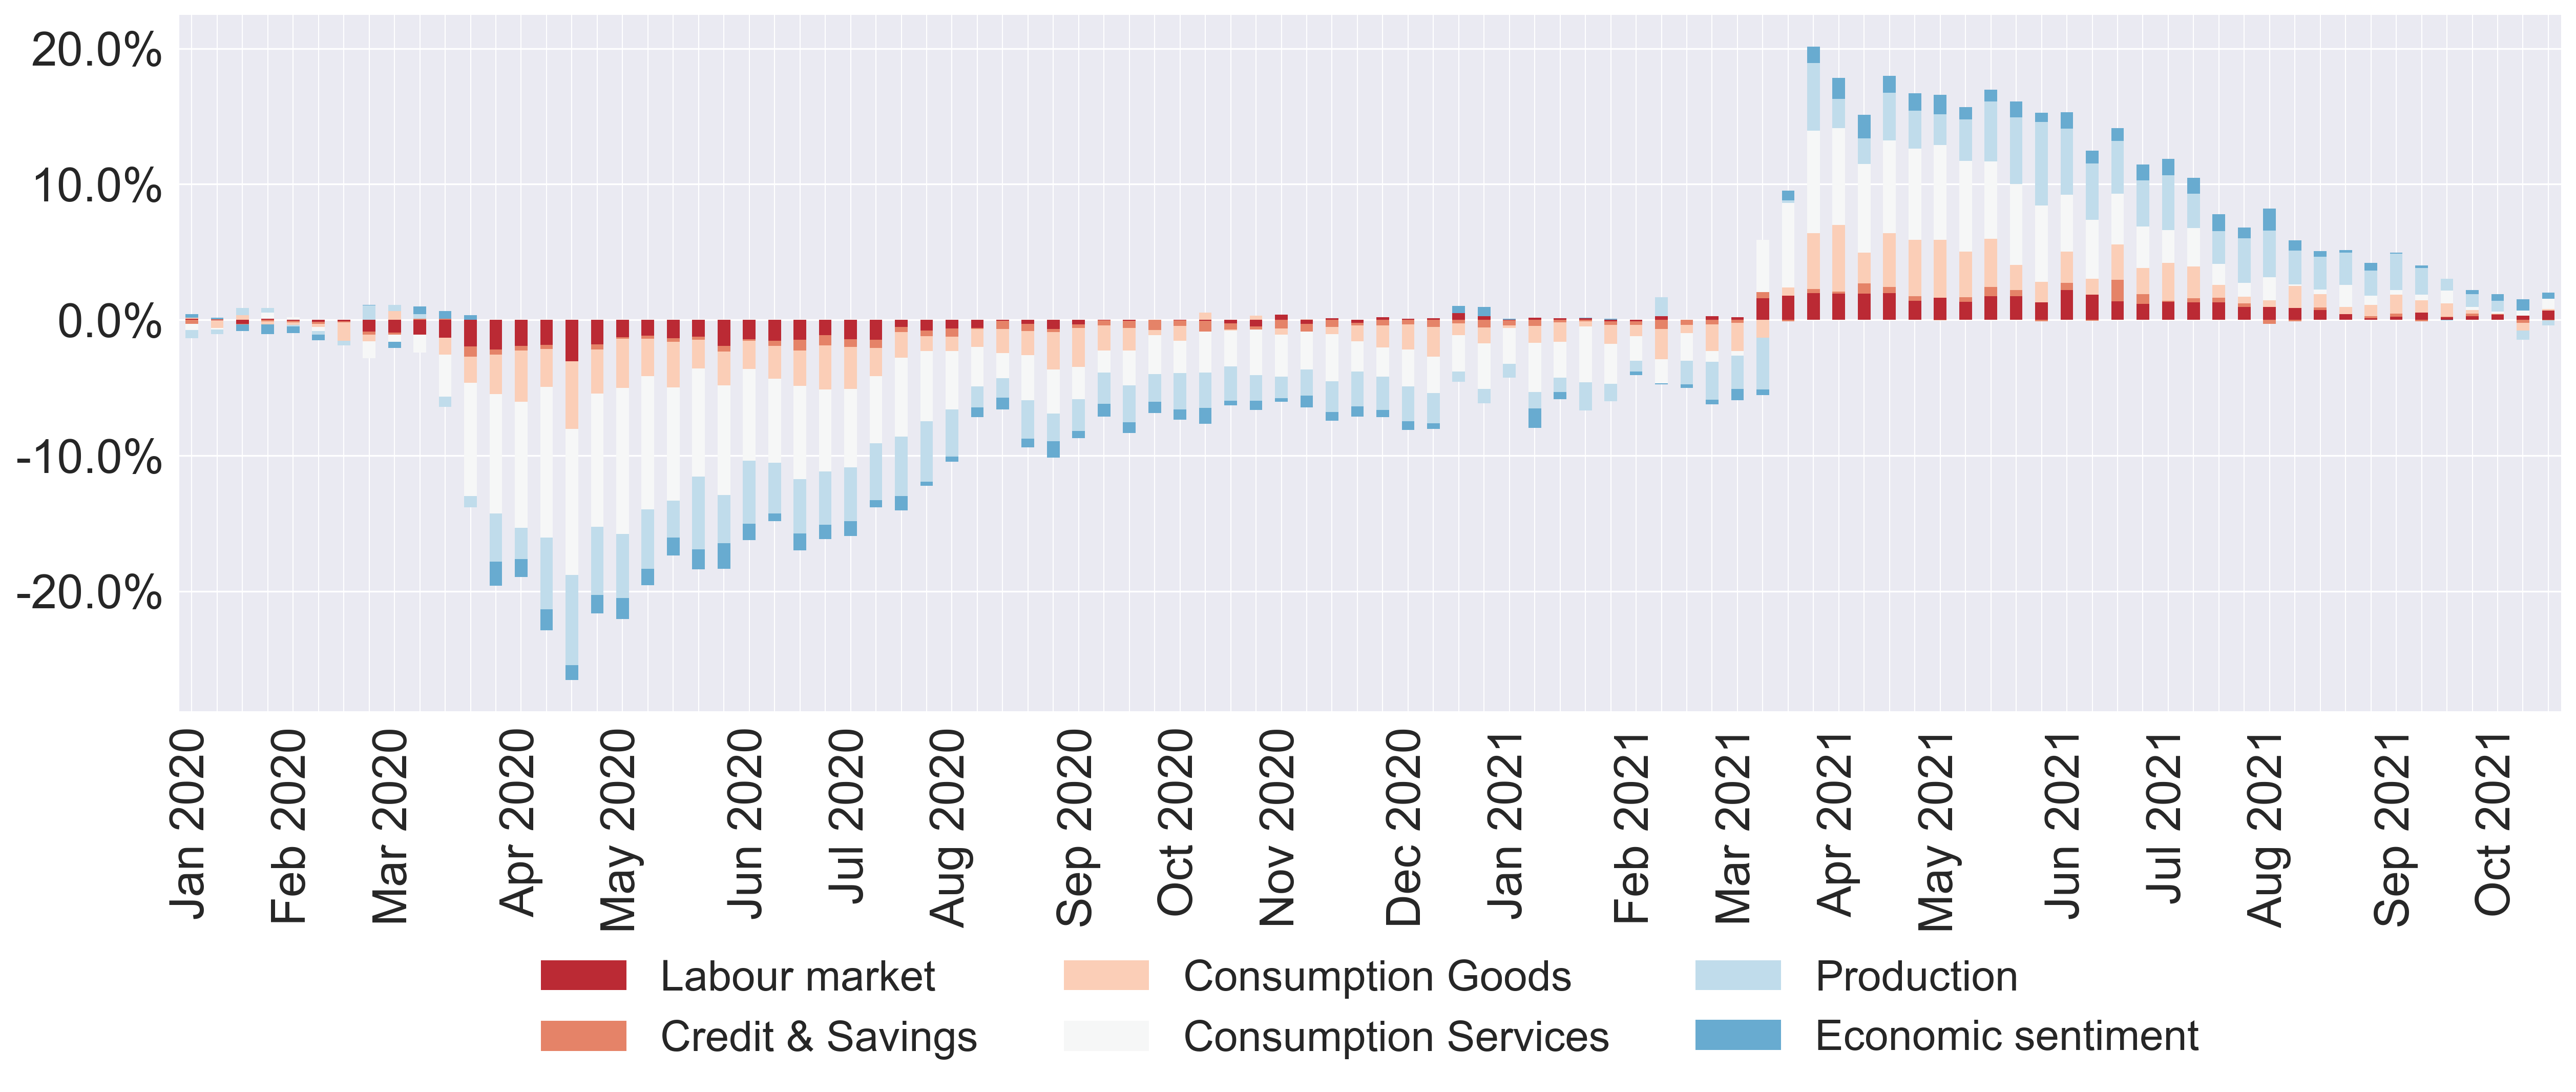 20.0%
10.0%
0.0%
-10.0%
-20.0%
Jan 2020
Feb 2020
Mar 2020
Apr 2020
May 2020
Jun 2020
Jul 2020
Aug 2020
Sep 2020
Oct 2020
Nov 2020
Dec 2020
Jan 2021
Feb 2021
Mar 2021
Apr 2021
May 2021
Jun 2021
Jul 2021
Aug 2021
Sep 2021
Oct 2021
Labour market
Credit & Savings
Consumption Goods
Consumption Services
Production
Economic sentiment